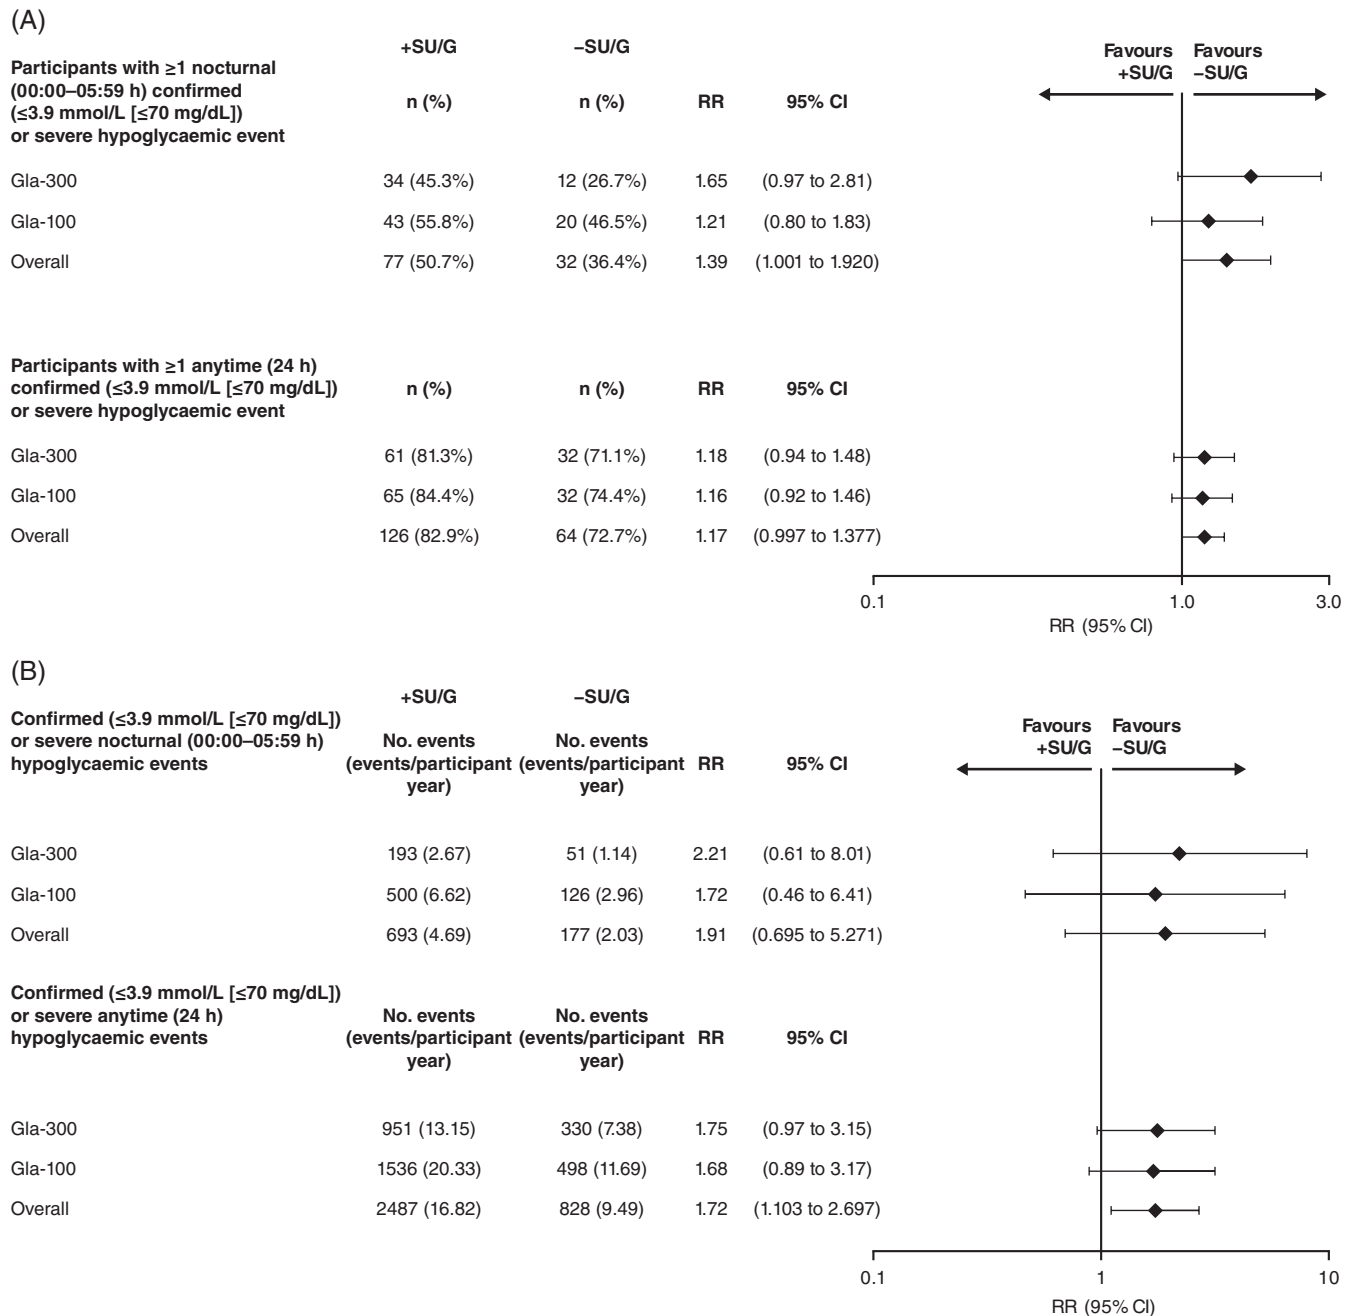 (A)
+SU/G −SU/G
Favours +SU/G Favours −SU/G
Participants with ≥1 nocturnal
(00:00–05:59 h) confirmed
(≤3.9 mmol/L [≤70 mg/dL])
or severe hypoglycaemic event
n (%) n (%) RR 95% CI
Gla-300 34 (45.3%) 12 (26.7%) 1.65 (0.97 to 2.81)
Gla-100 43 (55.8%) 20 (46.5%) 1.21 (0.80 to 1.83)
Overall 77 (50.7%) 32 (36.4%) 1.39 (1.001 to 1.920)
Participants with ≥1 anytime (24 h)
confirmed (≤3.9 mmol/L [≤70 mg/dL])
or severe hypoglycaemic event
n (%) n (%) RR 95% CI
Gla-300 61 (81.3%) 32 (71.1%) 1.18 (0.94 to 1.48)
Gla-100 65 (84.4%) 32 (74.4%) 1.16 (0.92 to 1.46)
Overall 126 (82.9%) 64 (72.7%) 1.17 (0.997 to 1.377)
0.1 1.0 3.0
RR (95% CI)
(B)
+SU/G −SU/G
Favours +SU/G Favours −SU/G
Confirmed (≤3.9 mmol/L [≤70 mg/dL])
or severe nocturnal (00:00–05:59 h)
hypoglycaemic events
No. events No. events
(events/participant (events/participant RR 95% CI
year) year)
Gla-300 193 (2.67) 51 (1.14) 2.21 (0.61 to 8.01)
Gla-100 500 (6.62) 126 (2.96) 1.72 (0.46 to 6.41)
Overall 693 (4.69) 177 (2.03) 1.91 (0.695 to 5.271)
Confirmed (≤3.9 mmol/L [≤70 mg/dL])
or severe anytime (24 h)
hypoglycaemic events
No. events No. events
(events/participant (events/participant RR 95% CI
year) year)
Gla-300 951 (13.15) 330 (7.38) 1.75 (0.97 to 3.15)
Gla-100 1536 (20.33) 498 (11.69) 1.68 (0.89 to 3.17)
Overall 2487 (16.82) 828 (9.49) 1.72 (1.103 to 2.697)
0.1 1 10
RR (95% CI)